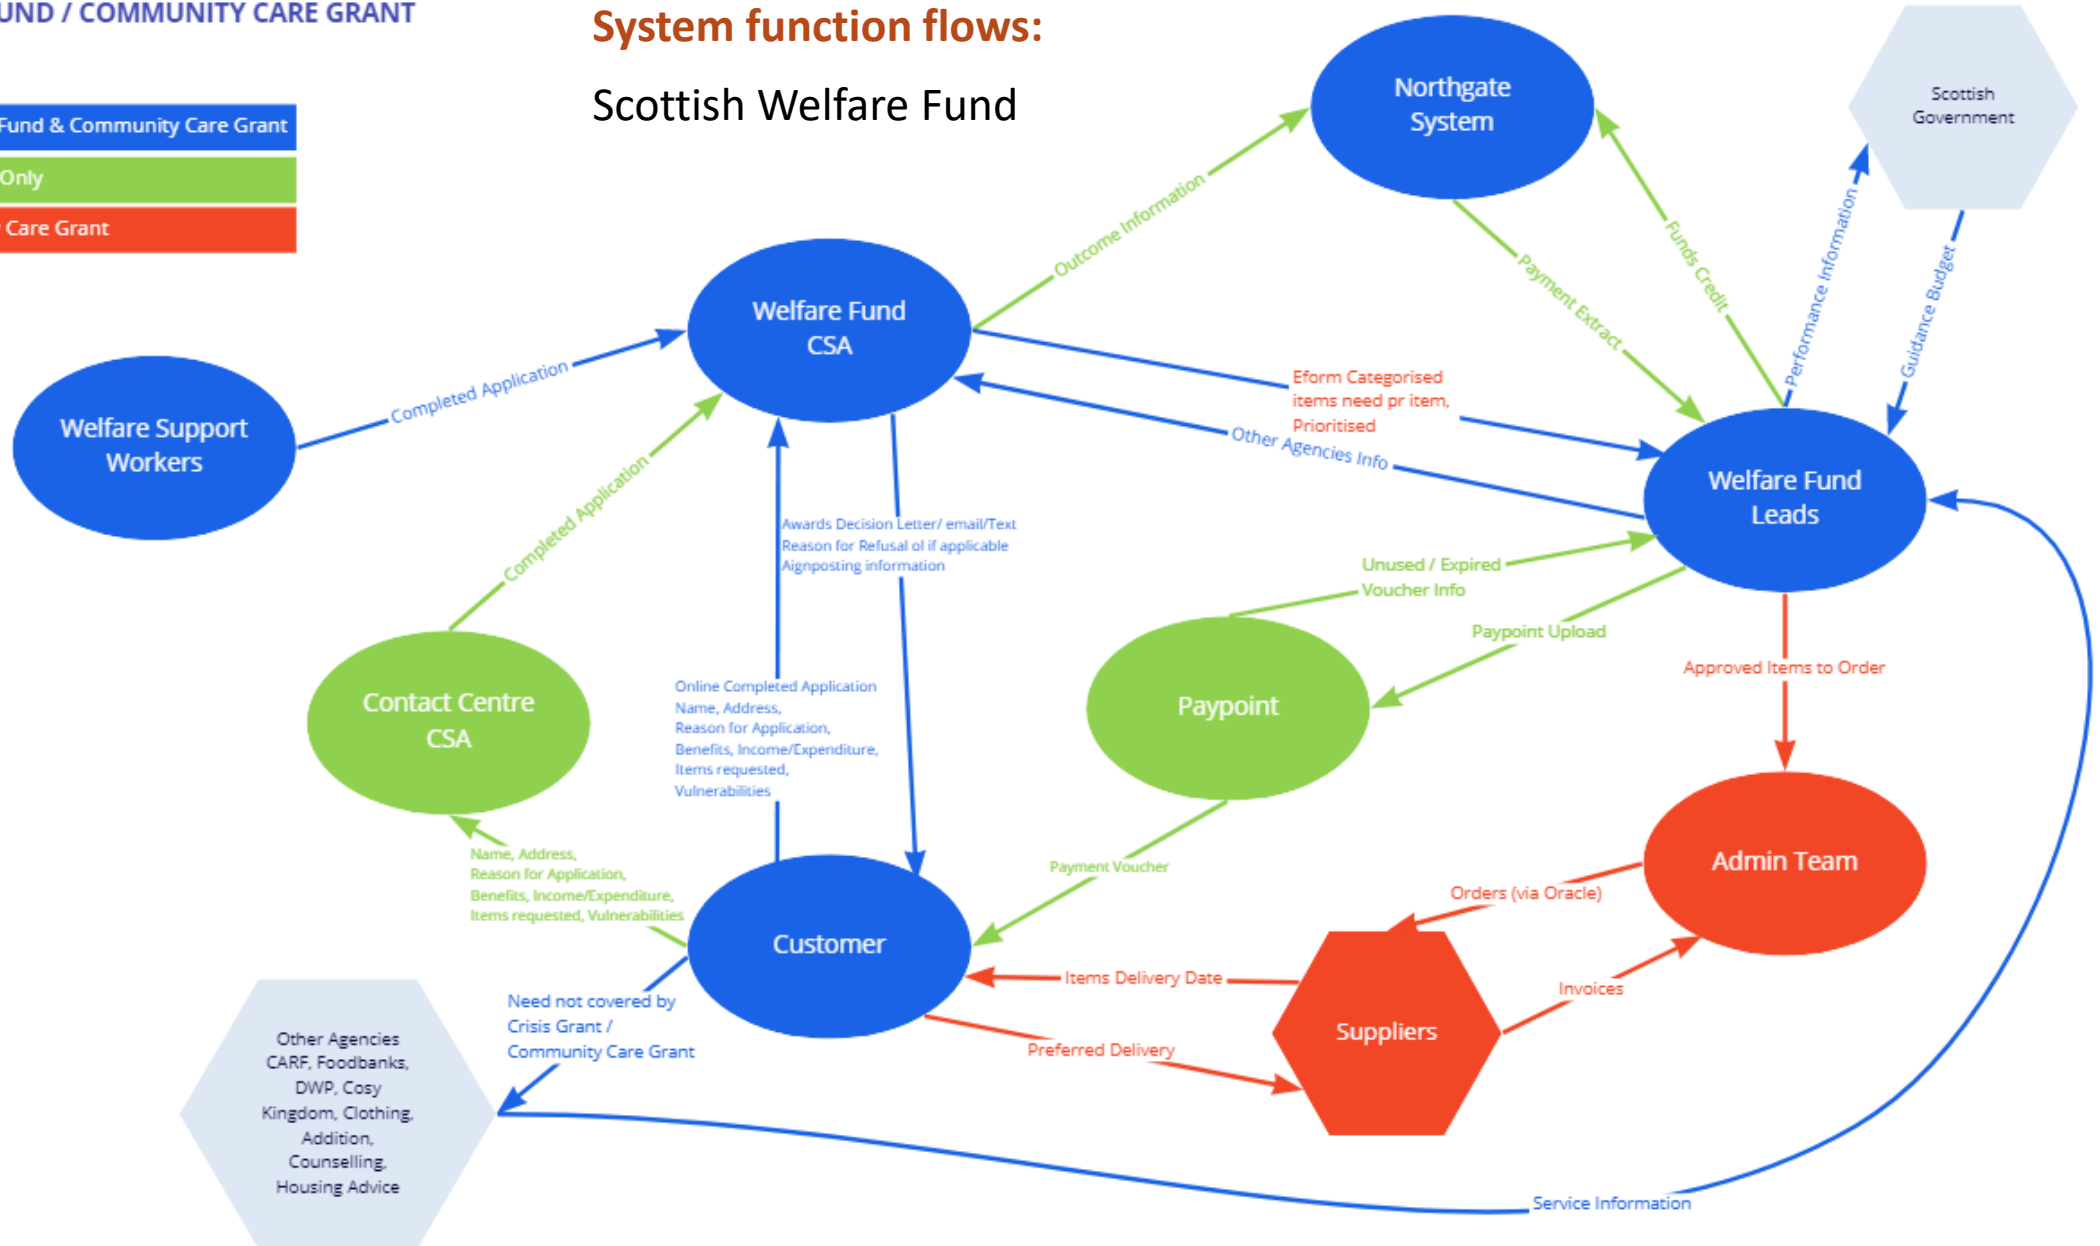 UND / COMMUNITY CARE GRANT
System function flows:
Scottish Welfare Fund
Fund & Community Care Grant
Only
Care Grant
Northgate
System
Scottish
Government
Outcome Information
Payment Extract
Funds Credit
Performance Information
Guidance Budget
Welfare Fund
CSA
Welfare Support
Workers
Completed Application
Eform Categorised
items need pr item,
Prioritised
Other Agencies Info
Welfare Fund
Leads
Completed Application
Awards Decision Letter/ email/Text
Reason for Refusal ol if applicable
Aignposting information
Unused / Expired
Voucher Info
Paypoint Upload
Approved Items to Order
Contact Centre
CSA
Online Completed Application
Name, Address,
Reason for Application,
Benefits, Income/Expenditure,
Items requested,
Vulnerabilities
Paypoint
Name, Address,
Reason for Application,
Benefits, Income/Expenditure,
Items requested, Vulnerabilities
Payment Voucher
Admin Team
Orders (via Oracle)
Customer
Items Delivery Date
Invoices
Need not covered by
Crisis Grant /
Community Care Grant
Preferred Delivery
Suppliers
Other Agencies
CARF, Foodbanks,
DWP, Cosy
Kingdom, Clothing,
Addition,
Counselling,
Housing Advice
Service Information